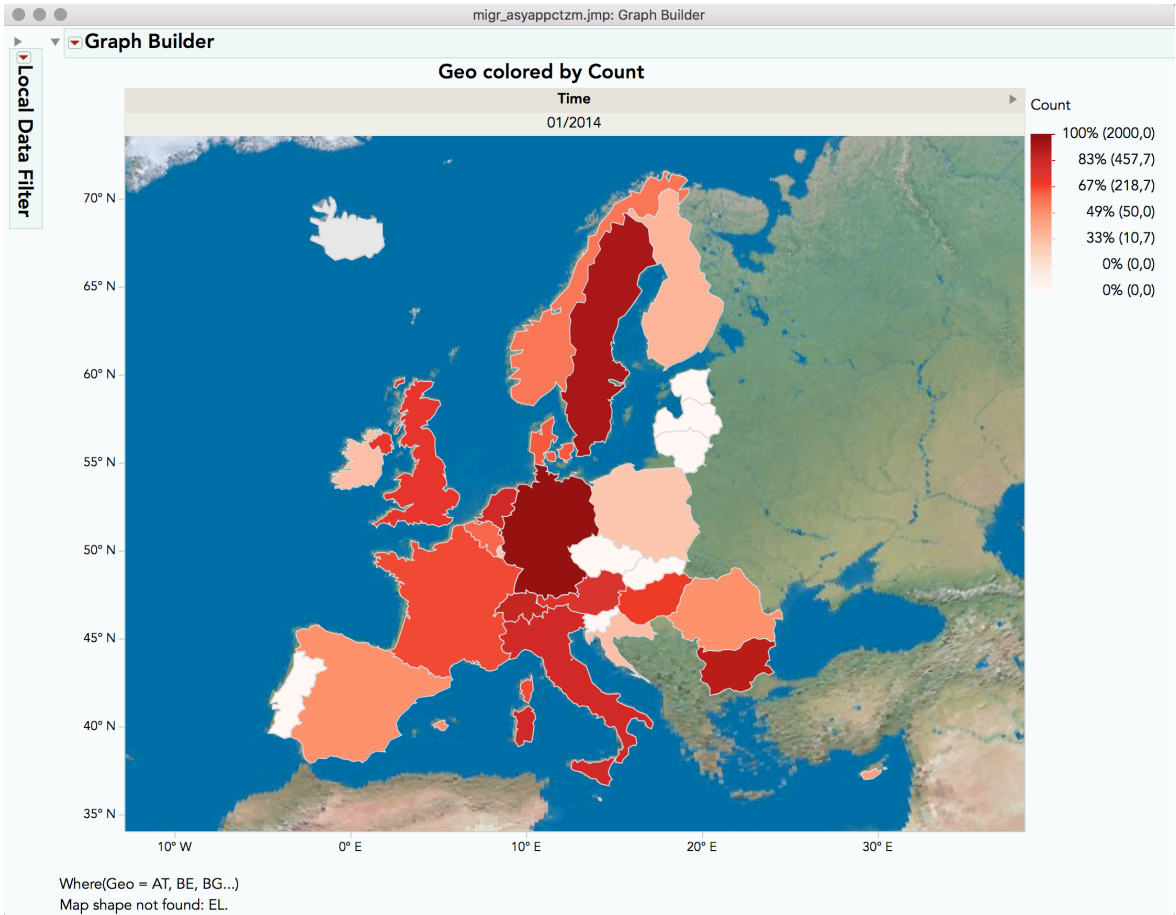 migr_asyappctzm.jmp: Graph Builder
Graph Builder
Local Data Filter
Geo colored by Count
Time
01/2014
Count
100% (2000,0)
83% (457,7)
67% (218,7)
49% (50,0)
33% (10,7)
0% (0,0)
0% (0,0)
70° N
65° N
60° N
55° N
50° N
45° N
40° N
35° N
10° W
0° E
10° E
20° E
30° E
Where(Geo = AT, BE, BG...)
Map shape not found: EL.